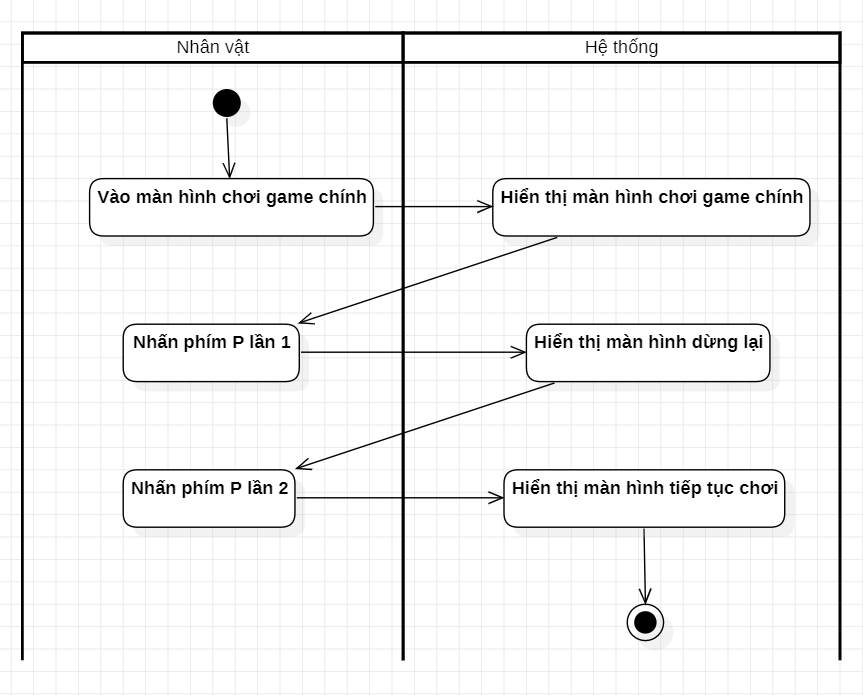 Nhân vật
Hệ thống
Vào màn hình chơi game chính
Hiển thị màn hình chơi game chính
Nhấn phím P lần 1
Hiển thị màn hình dừng lại
Nhấn phím P lần 2
Hiển thị màn hình tiếp tục chơi